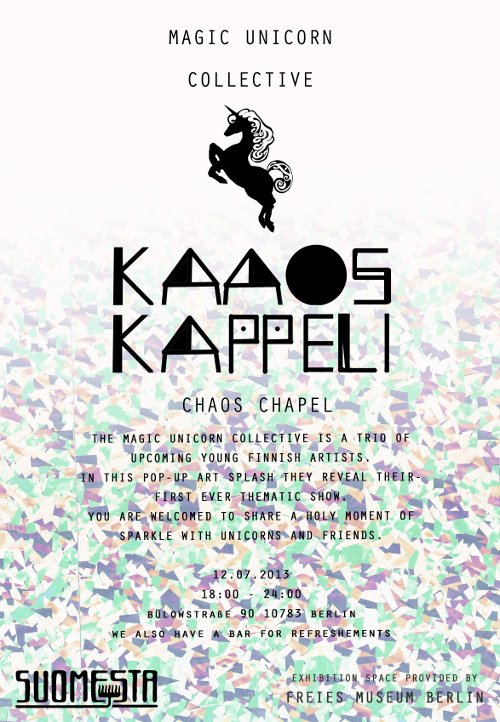 MAGIC UNICORN
COLLECTIVE
KAAOS
KAPPELI
CHAOS CHAPEL
THE MAGIC UNICORN COLLECTIVE IS A TRIO OF
UPCOMING YOUNG FINNISH ARTISTS.
IN THIS POP-UP ART SPLASH THEY REVEAL THEIR-
FIRST EVER THEMATIC SHOW.
YOU ARE WELCOMED TO SHARE A HOLY MOMENT OF
SPARKLE WITH UNICORNS AND FRIENDS.
12.07.2013
18:00 - 24:00
BÜLOWSTRAßE 90 10783 BERLIN
WE ALSO HAVE A BAR FOR REFRESHEMENTS
SUOMESTA
EXHIBITION SPACE PROVIDED BY
FREIES MUSEUM BERLIN